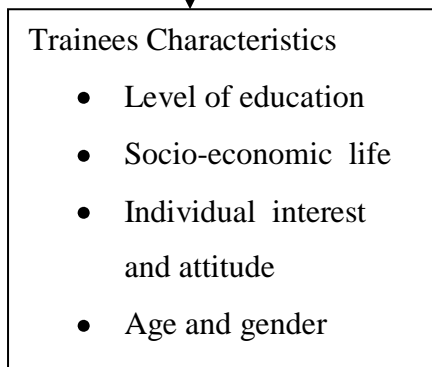 Trainees Characteristics
• Level of education
• Socio-economic life
• Individual interest
and attitude
• Age and gender